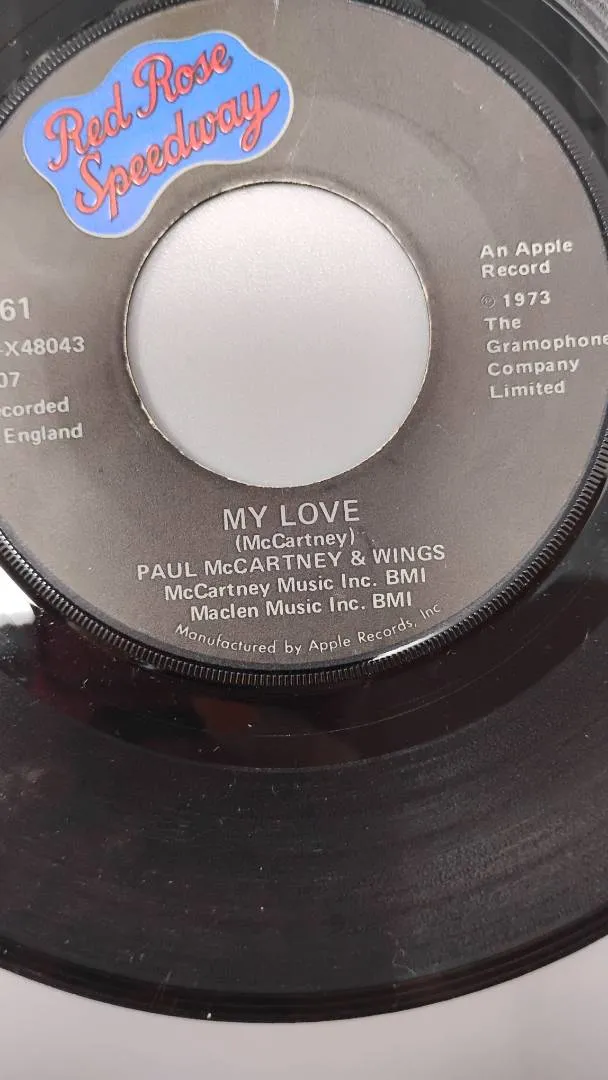 Red Rose
Speedway
An Apple
Record
℗ 1973
The
Gramophone
Company
Limited
61
-X48043
07
ecorded
England
MY LOVE
(McCartney)
PAUL McCARTNEY & WINGS
McCartney Music Inc. BMI
Maclen Music Inc. BMI
Manufactured by Apple Records, Inc